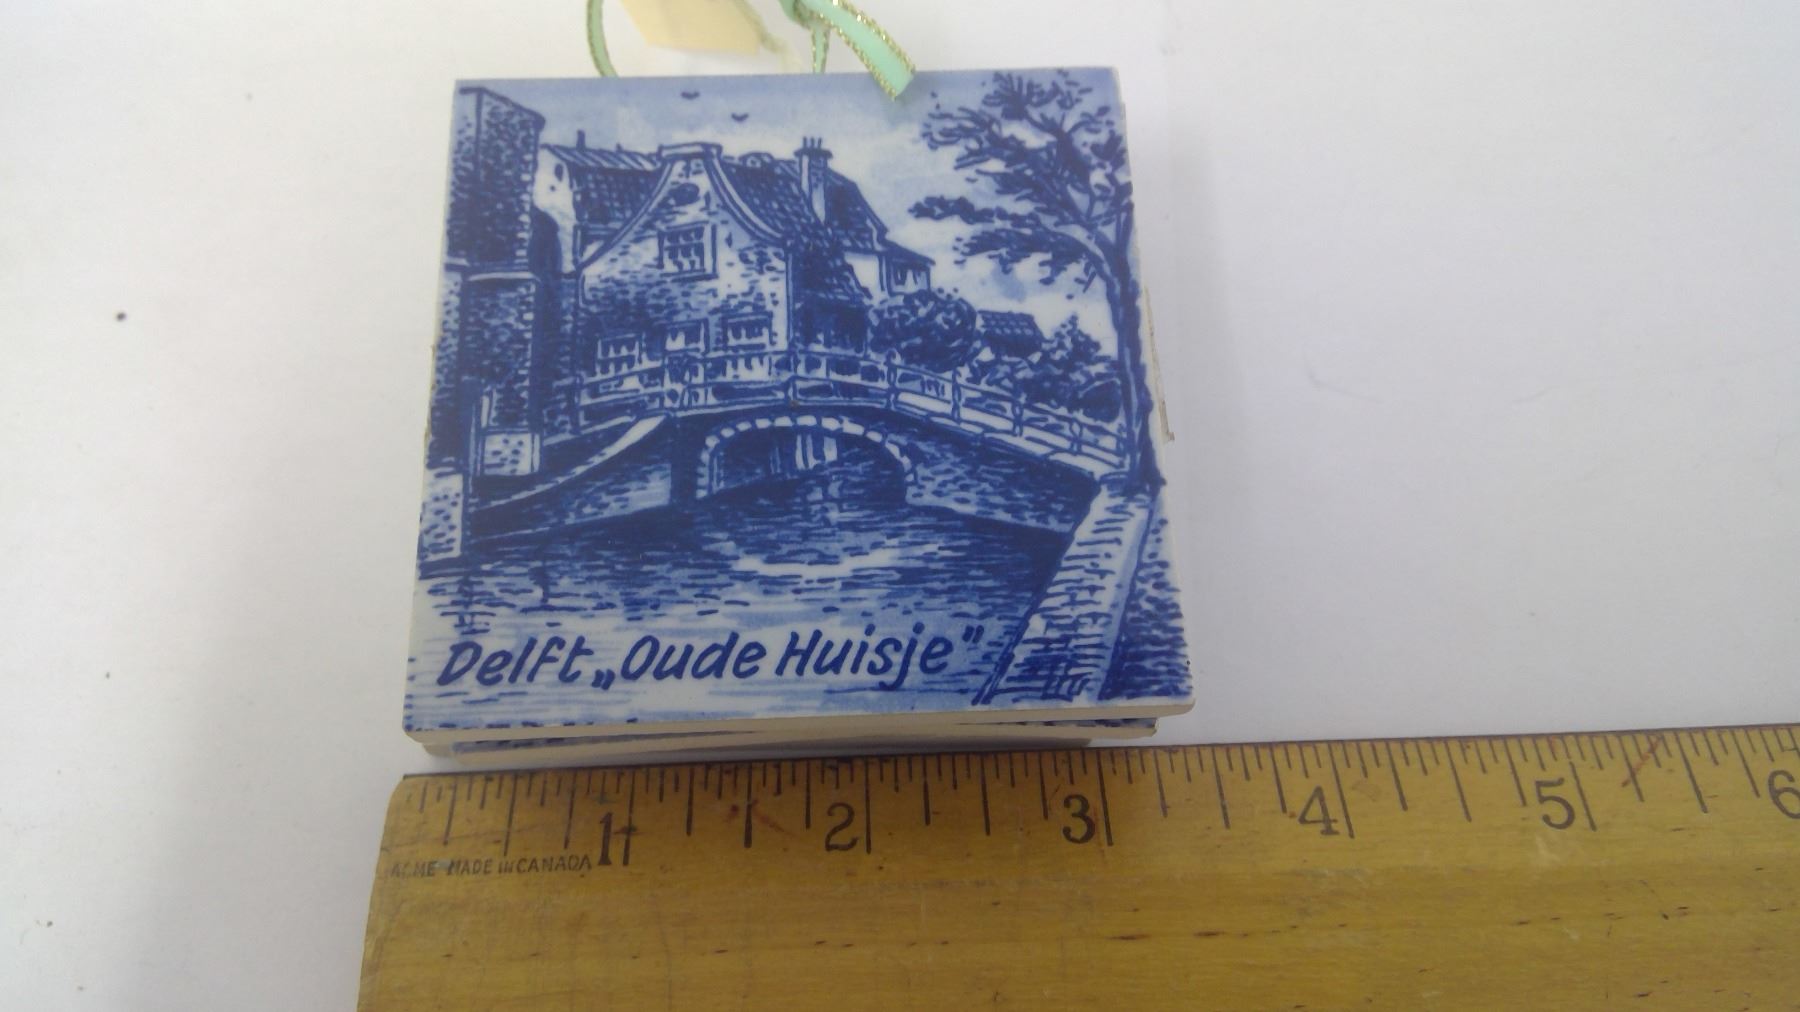 Delft „Oude Huisje”
1 2 3 4 5 6
ACME MADE IN CANADA